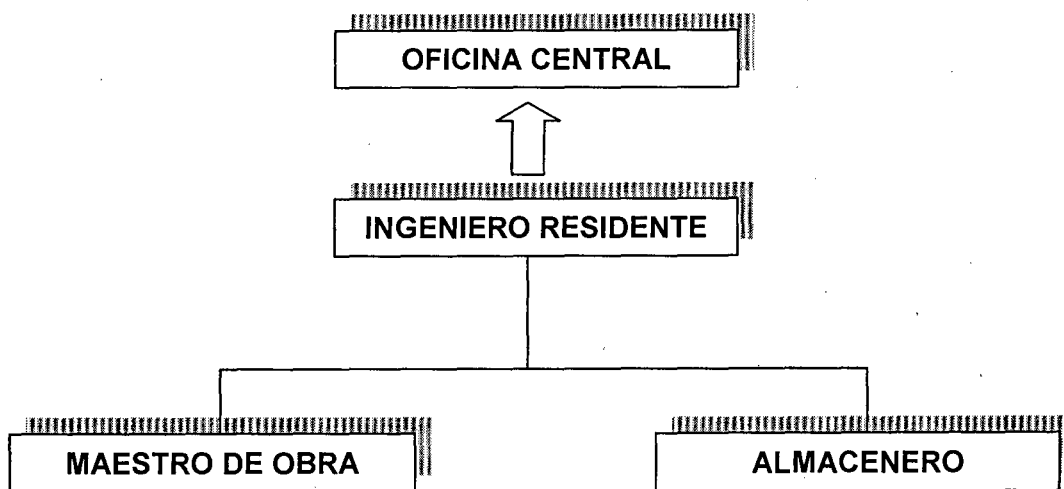 OFICINA CENTRAL
INGENIERO RESIDENTE
MAESTRO DE OBRA
ALMACENERO